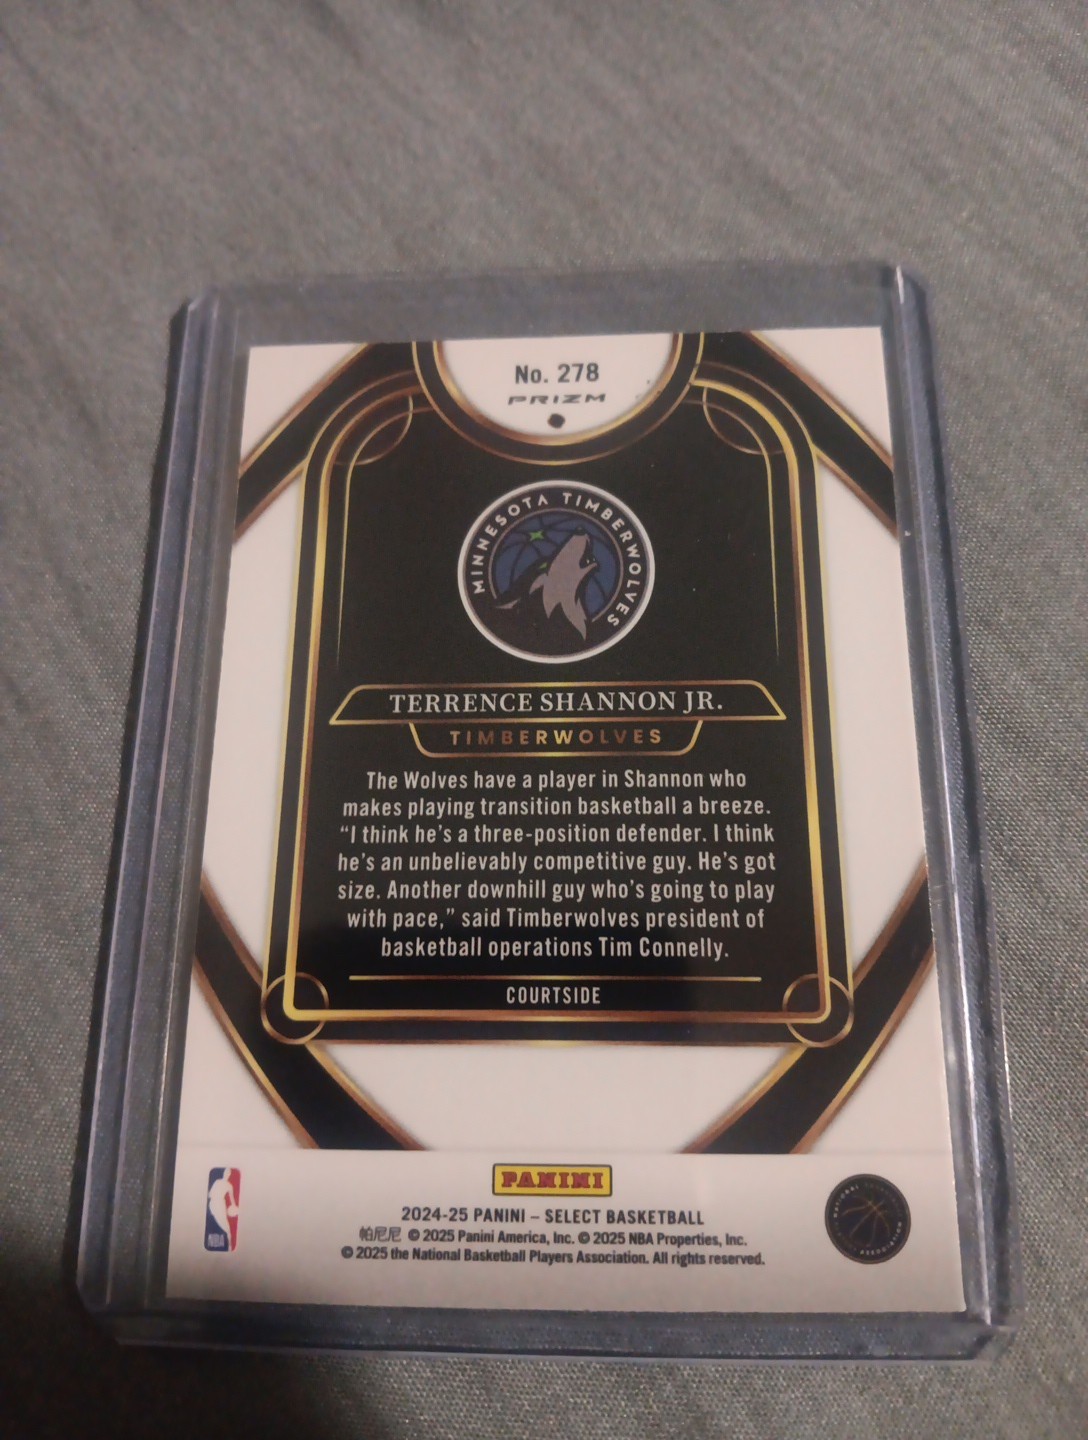 No. 278
PRIZM
MINNESOTA TIMBERWOLVES
TERRENCE SHANNON JR.
TIMBERWOLVES
The Wolves have a player in Shannon who
makes playing transition basketball a breeze.
“I think he’s a three-position defender. I think
he’s an unbelievably competitive guy. He’s got
size. Another downhill guy who’s going to play
with pace,” said Timberwolves president of
basketball operations Tim Connelly.
COURTSIDE
PANINI
NBA
2024-25 PANINI – SELECT BASKETBALL
帕尼尼 © 2025 Panini America, Inc. © 2025 NBA Properties, Inc.
© 2025 the National Basketball Players Association. All rights reserved.